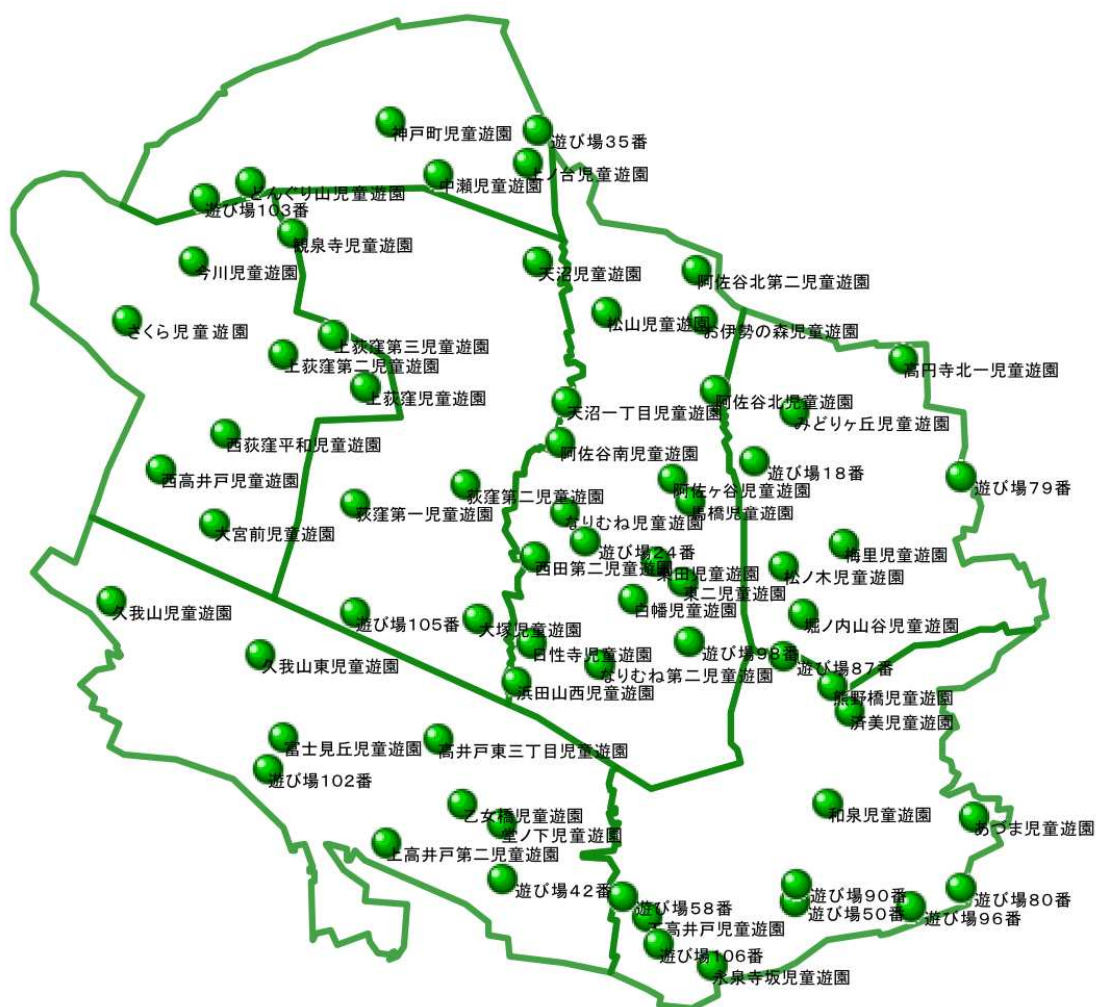 神戸町児童遊園
遊び場35番
上ノ台児童遊園
中瀬児童遊園
どんぐり山児童遊園
遊び場103番
観泉寺児童遊園
今川児童遊園
天沼児童遊園
阿佐谷北第二児童遊園
さくら児童遊園
松山児童遊園
お伊勢の森児童遊園
上荻窪第三児童遊園
上荻窪第二児童遊園
高円寺北一児童遊園
上荻窪児童遊園
阿佐谷北児童遊園
天沼一丁目児童遊園
みどりヶ丘児童遊園
西荻窪平和児童遊園
阿佐谷南児童遊園
遊び場18番
西高井戸児童遊園
遊び場79番
阿佐ヶ谷児童遊園
荻窪第二児童遊園
馬橋児童遊園
荻窪第一児童遊園
なりむね児童遊園
大宮前児童遊園
遊び場24番
梅里児童遊園
西田第二児童遊園
東田児童遊園
松ノ木児童遊園
東二児童遊園
久我山児童遊園
白幡児童遊園
遊び場105番
大塚児童遊園
堀ノ内山谷児童遊園
日性寺児童遊園
遊び場98番
久我山東児童遊園
遊び場87番
なりむね第二児童遊園
浜田山西児童遊園
熊野橋児童遊園
済美児童遊園
富士見丘児童遊園
高井戸東三丁目児童遊園
遊び場102番
乙女橋児童遊園
和泉児童遊園
堂ノ下児童遊園
あづま児童遊園
上高井戸第二児童遊園
遊び場42番
遊び場90番
遊び場80番
遊び場58番
遊び場50番
遊び場96番
下高井戸児童遊園
遊び場106番
永泉寺坂児童遊園